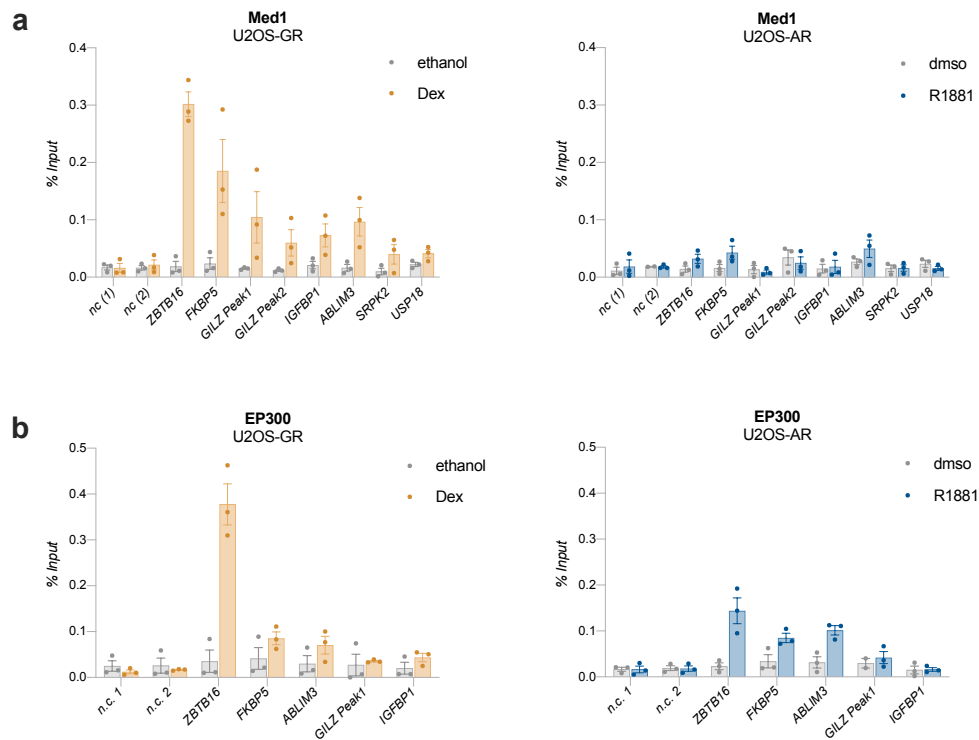 a
Med1
U2OS-GR
ethanol
Dex
0.4
0.3
0.2
0.1
0.0
% Input
nc (1)
nc (2)
ZBTB16
FKBP5
GILZ Peak1
GILZ Peak2
IGFBP1
ABLIM3
SRPK2
USP18
Med1
U2OS-AR
dmso
R1881
0.4
0.3
0.2
0.1
0.0
% Input
nc (1)
nc (2)
ZBTB16
FKBP5
GILZ Peak1
GILZ Peak2
IGFBP1
ABLIM3
SRPK2
USP18
b
EP300
U2OS-GR
ethanol
Dex
0.5
0.4
0.3
0.2
0.1
0.0
% Input
n.c. 1
n.c. 2
ZBTB16
FKBP5
ABLIM3
GILZ Peak1
IGFBP1
EP300
U2OS-AR
dmso
R1881
0.5
0.4
0.3
0.2
0.1
0.0
% Input
n.c. 1
n.c. 2
ZBTB16
FKBP5
ABLIM3
GILZ Peak1
IGFBP1